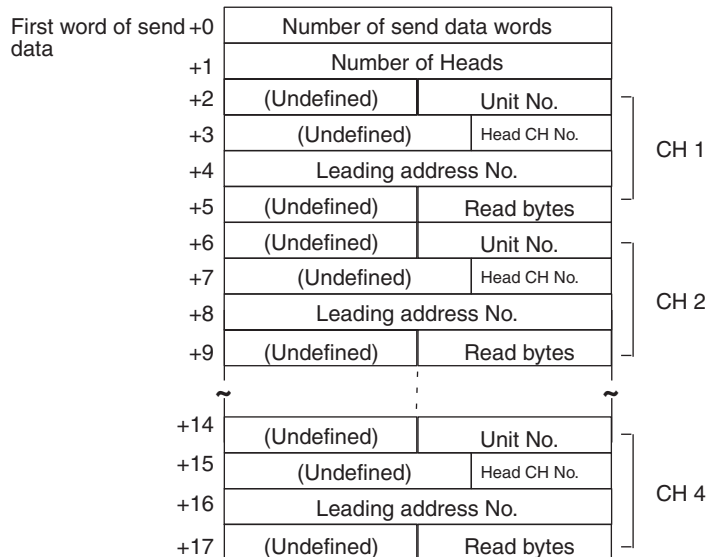 First word of send data
+0 Number of send data words
+1 Number of Heads
+2 (Undefined) Unit No.
+3 (Undefined) Head CH No.
+4 Leading address No.
+5 (Undefined) Read bytes
CH 1
+6 (Undefined) Unit No.
+7 (Undefined) Head CH No.
+8 Leading address No.
+9 (Undefined) Read bytes
CH 2
~ ~
+14 (Undefined) Unit No.
+15 (Undefined) Head CH No.
+16 Leading address No.
+17 (Undefined) Read bytes
CH 4